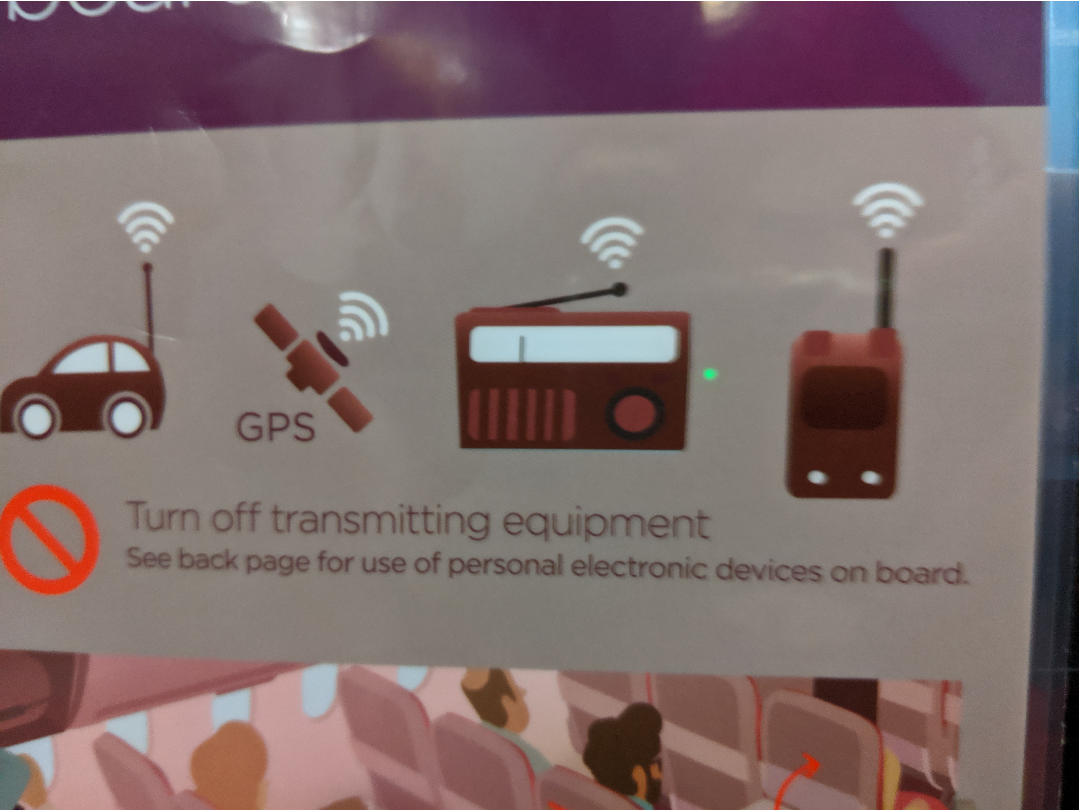 GPS
Turn off transmitting equipment
See back page for use of personal electronic devices on board.